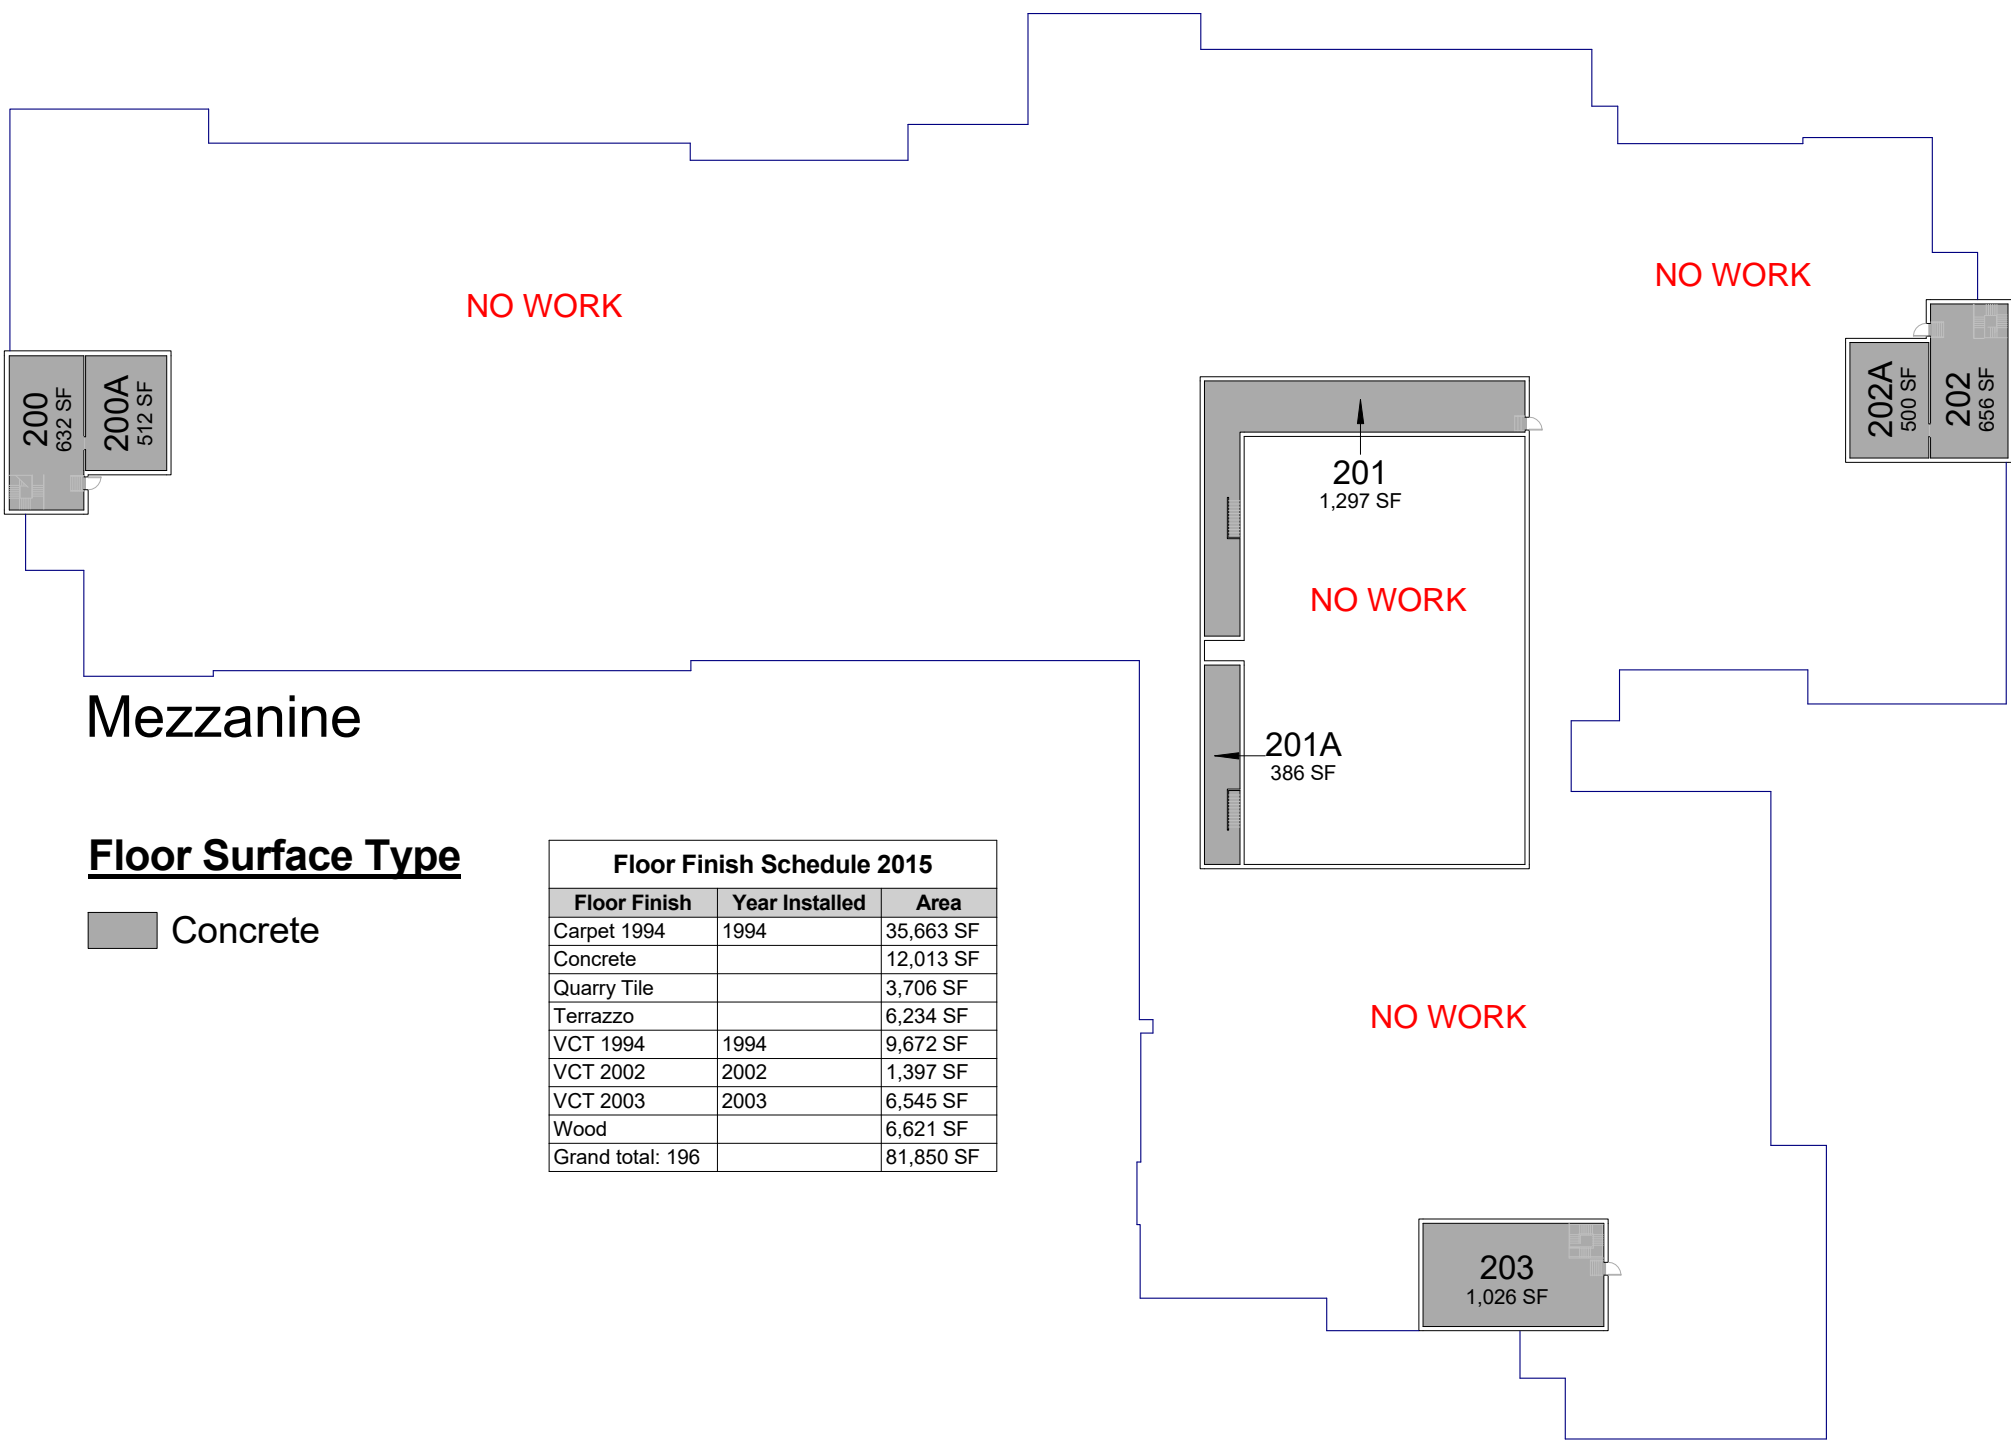 NO WORK
NO WORK
200
632 SF
200A
512 SF
202A
500 SF
202
656 SF
201
1,297 SF
NO WORK
Mezzanine
201A
386 SF
Floor Surface Type
Concrete
Floor Finish Schedule 2015
Floor Finish Year Installed Area
Carpet 1994 1994 35,663 SF
Concrete 12,013 SF
Quarry Tile 3,706 SF
Terrazzo 6,234 SF
VCT 1994 1994 9,672 SF
VCT 2002 2002 1,397 SF
VCT 2003 2003 6,545 SF
Wood 6,621 SF
Grand total: 196 81,850 SF
NO WORK
203
1,026 SF